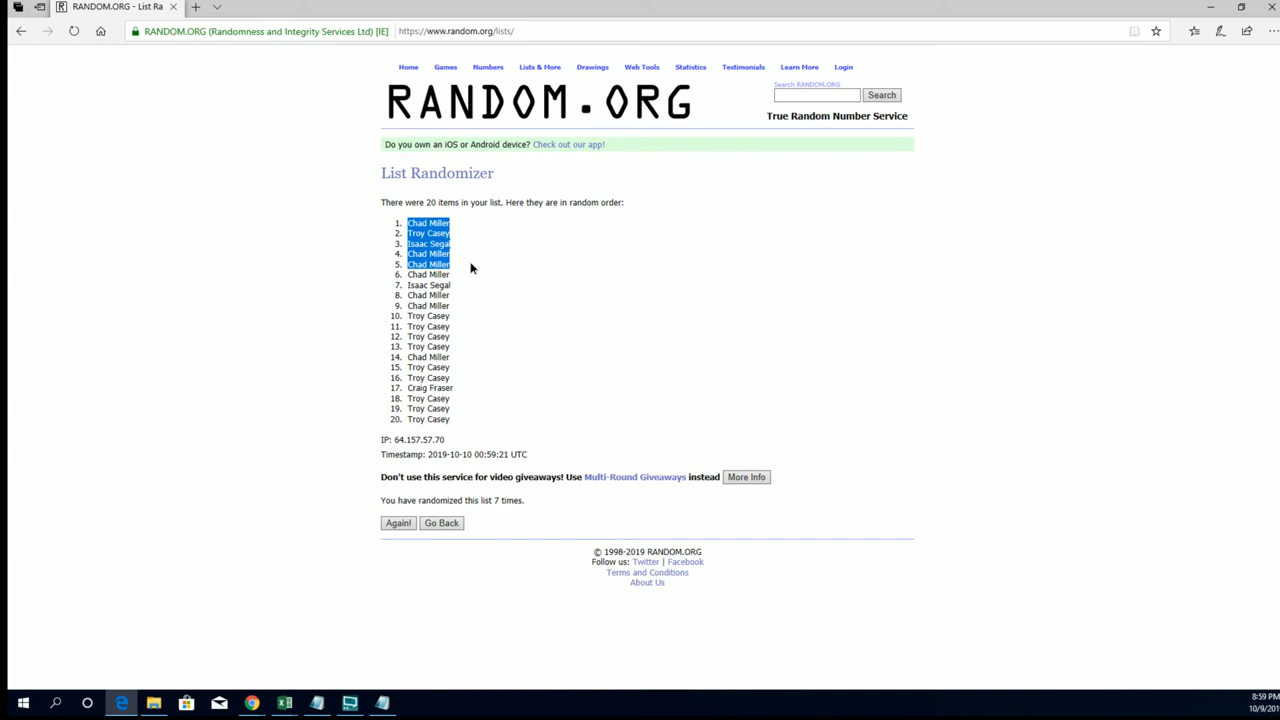 RANDOM.ORG - List Ra
RANDOM.ORG (Randomness and Integrity Services Ltd) [IE]
https://www.random.org/lists/
Home Games Numbers Lists & More Drawings Web Tools Statistics Testimonials Learn More Login
RANDOM.ORG
Search RANDOM.ORG
Search
True Random Number Service
Do you own an iOS or Android device? Check out our app!
List Randomizer
There were 20 items in your list. Here they are in random order:
1. Chad Miller
2. Troy Casey
3. Isaac Segal
4. Chad Miller
5. Chad Miller
6. Chad Miller
7. Isaac Segal
8. Chad Miller
9. Chad Miller
10. Troy Casey
11. Troy Casey
12. Troy Casey
13. Troy Casey
14. Chad Miller
15. Troy Casey
16. Troy Casey
17. Craig Fraser
18. Troy Casey
19. Troy Casey
20. Troy Casey
IP: 64.157.57.70
Timestamp: 2019-10-10 00:59:21 UTC
Don't use this service for video giveaways! Use Multi-Round Giveaways instead More Info
You have randomized this list 7 times.
Again! Go Back
© 1998-2019 RANDOM.ORG
Follow us: Twitter | Facebook
Terms and Conditions
About Us
8:59 PM
10/9/201